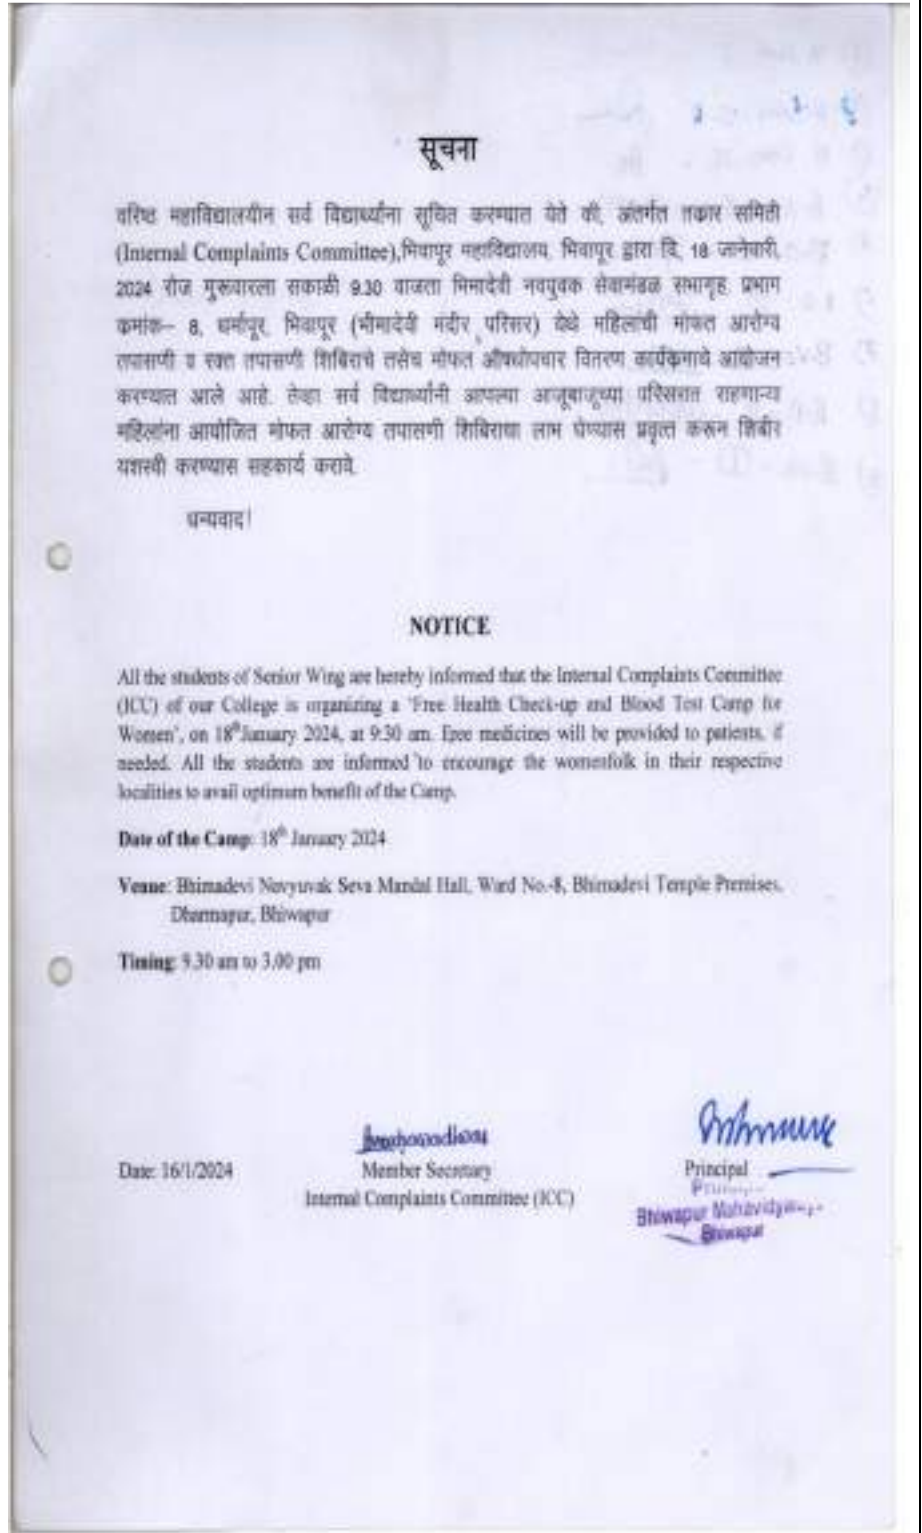 सूचना
वरिष्ठ महाविद्यालयीन सर्व विद्यार्थ्यांना सूचित करण्यात येते की, अंतर्गत तक्रार समिती
(Internal Complaints Committee),भिवापूर महाविद्यालय, भिवापूर द्वारा दि. 18 जानेवारी,
2024 रोज गुरूवारला सकाळी 9.30 वाजता भिमादेवी नवयुवक सेवामंडळ सभागृह, प्रभाग
क्रमांक– 8, धर्मापूर, भिवापूर (भीमादेवी मंदीर परिसर) येथे महिलांची मोफत आरोग्य
तपासणी व रक्त तपासणी शिबिराचे तसेच मोफत औषधोपचार वितरण कार्यक्रमाचे आयोजन
करण्यात आले आहे. तेव्हा सर्व विद्यार्थ्यांनी आपल्या आजूबाजूच्या परिसरात राहणाऱ्या
महिलांना आयोजित मोफत आरोग्य तपासणी शिबिराचा लाभ घेण्यास प्रवृत्त करून शिबीर
यशस्वी करण्यास सहकार्य करावे.
धन्यवाद!
NOTICE
All the students of Senior Wing are hereby informed that the Internal Complaints Committee
(ICC) of our College is organizing a 'Free Health Check-up and Blood Test Camp for
Women', on 18th January 2024, at 9:30 am. Free medicines will be provided to patients, if
needed. All the students are informed to encourage the womenfolk in their respective
localities to avail optimum benefit of the Camp.
Date of the Camp: 18th January 2024
Venue: Bhimadevi Navyuvak Seva Mandal Hall, Ward No.-8, Bhimadevi Temple Premises,
Dharmapur, Bhiwapur
Timing: 9.30 am to 3.00 pm
Date: 16/1/2024
Member Secretary
Internal Complaints Committee (ICC)
Principal
Bhiwapur
Bhiwapur